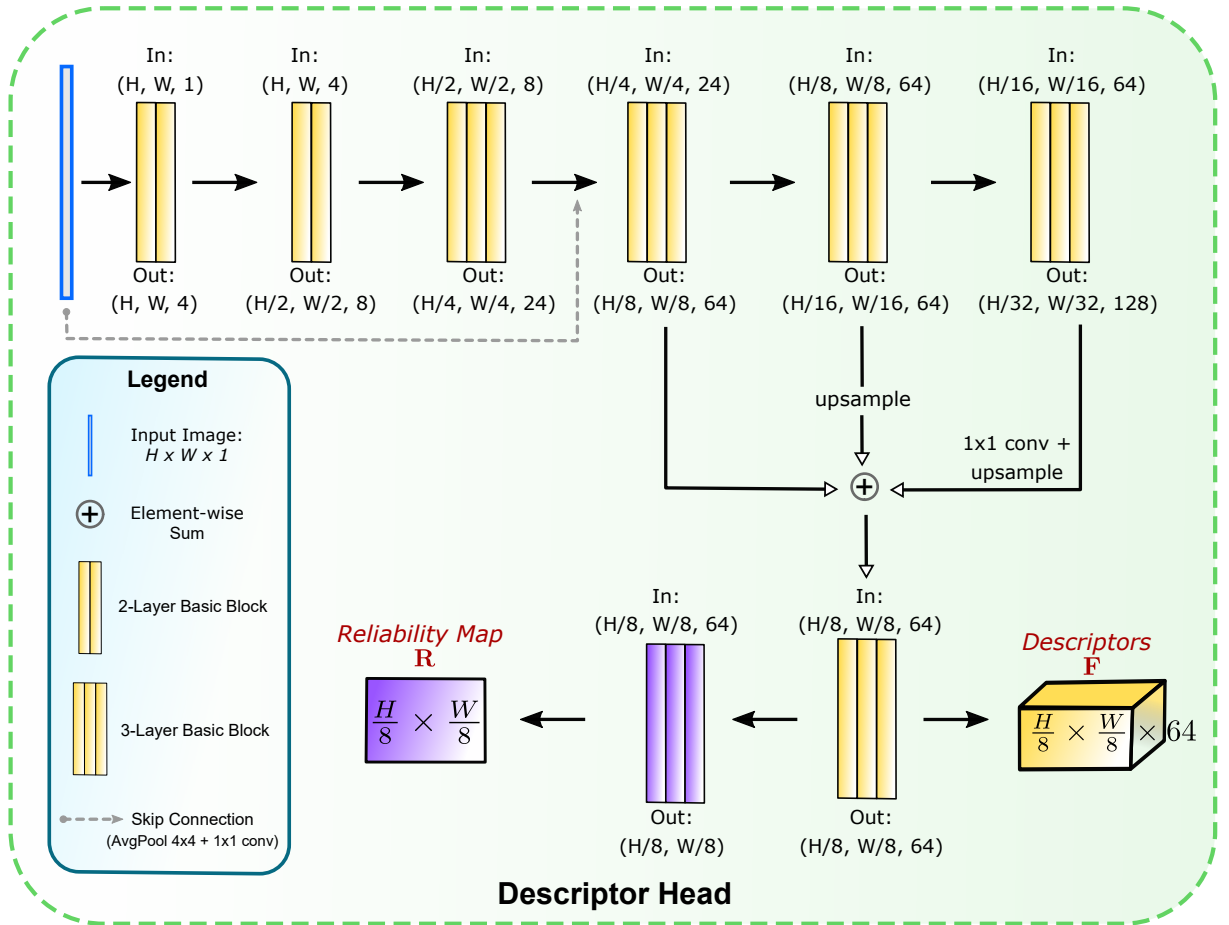 In:
(H, W, 1)
In:
(H, W, 4)
In:
(H/2, W/2, 8)
In:
(H/4, W/4, 24)
In:
(H/8, W/8, 64)
In:
(H/16, W/16, 64)
Out:
(H, W, 4)
Out:
(H/2, W/2, 8)
Out:
(H/4, W/4, 24)
Out:
(H/8, W/8, 64)
Out:
(H/16, W/16, 64)
Out:
(H/32, W/32, 128)
upsample
1x1 conv +
upsample
+
Legend
Input Image:
H x W x 1
+
Element-wise
Sum
2-Layer Basic Block
3-Layer Basic Block
Skip Connection
(AvgPool 4x4 + 1x1 conv)
Reliability Map
R
H/8 × W/8
In:
(H/8, W/8, 64)
Out:
(H/8, W/8)
In:
(H/8, W/8, 64)
Out:
(H/8, W/8, 64)
Descriptors
F
H/8 × W/8 × 64
Descriptor Head